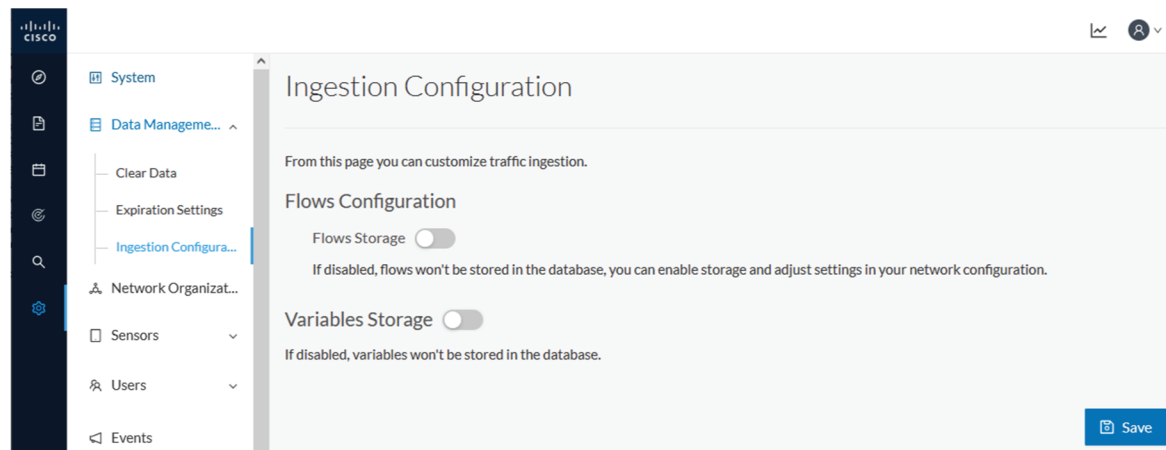 CISCO
System
Data Manageme...
Clear Data
Expiration Settings
Ingestion Configura...
Network Organizat...
Sensors
Users
Events
Ingestion Configuration
From this page you can customize traffic ingestion.
Flows Configuration
Flows Storage
If disabled, flows won't be stored in the database, you can enable storage and adjust settings in your network configuration.
Variables Storage
If disabled, variables won't be stored in the database.
Save